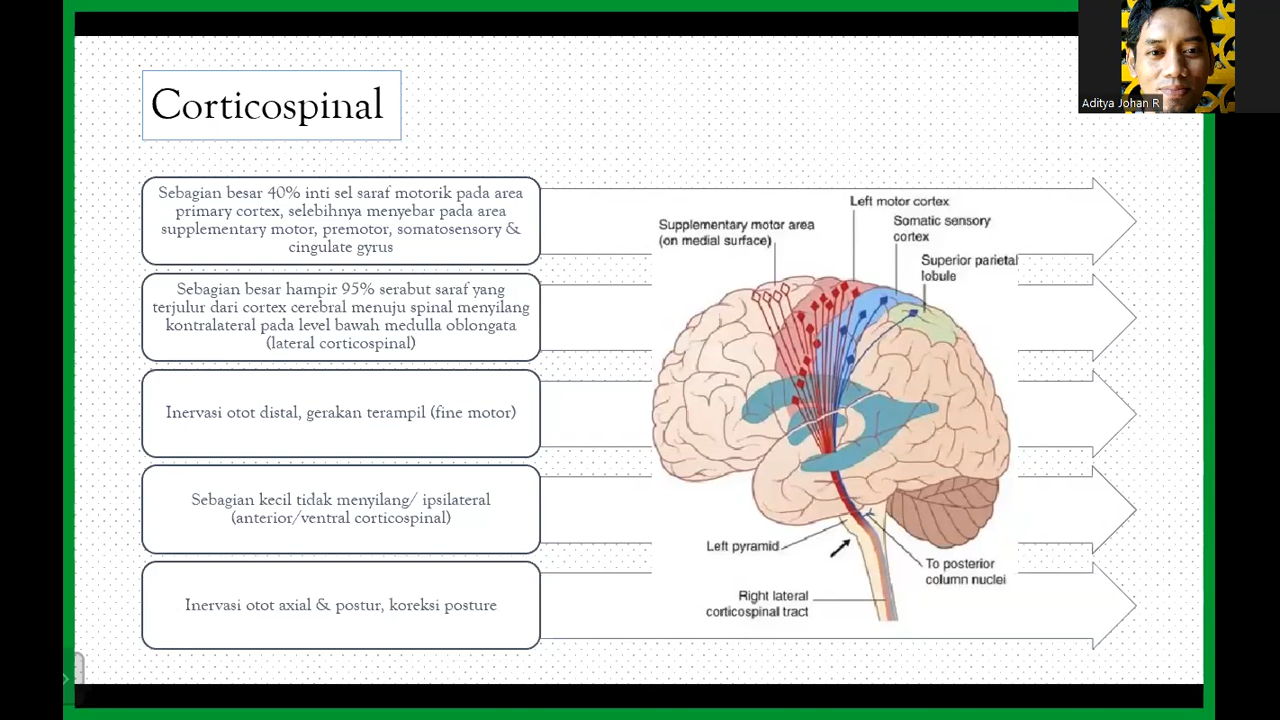 Aditya Johan R
Corticospinal
Sebagian besar 40% inti sel saraf motorik pada area
primary cortex, selebihnya menyebar pada area
supplementary motor, premotor, somatosensory &
cingulate gyrus
Sebagian besar hampir 95% serabut saraf yang
terjulur dari cortex cerebral menuju spinal menyilang
kontralateral pada level bawah medulla oblongata
(lateral corticospinal)
Inervasi otot distal, gerakan terampil (fine motor)
Sebagian kecil tidak menyilang/ ipsilateral
(anterior/ventral corticospinal)
Inervasi otot axial & postur, koreksi posture
Left motor cortex
Supplementary motor area
(on medial surface)
Somatic sensory
cortex
Superior parietal
lobule
Left pyramid
To posterior
column nuclei
Right lateral
corticospinal tract